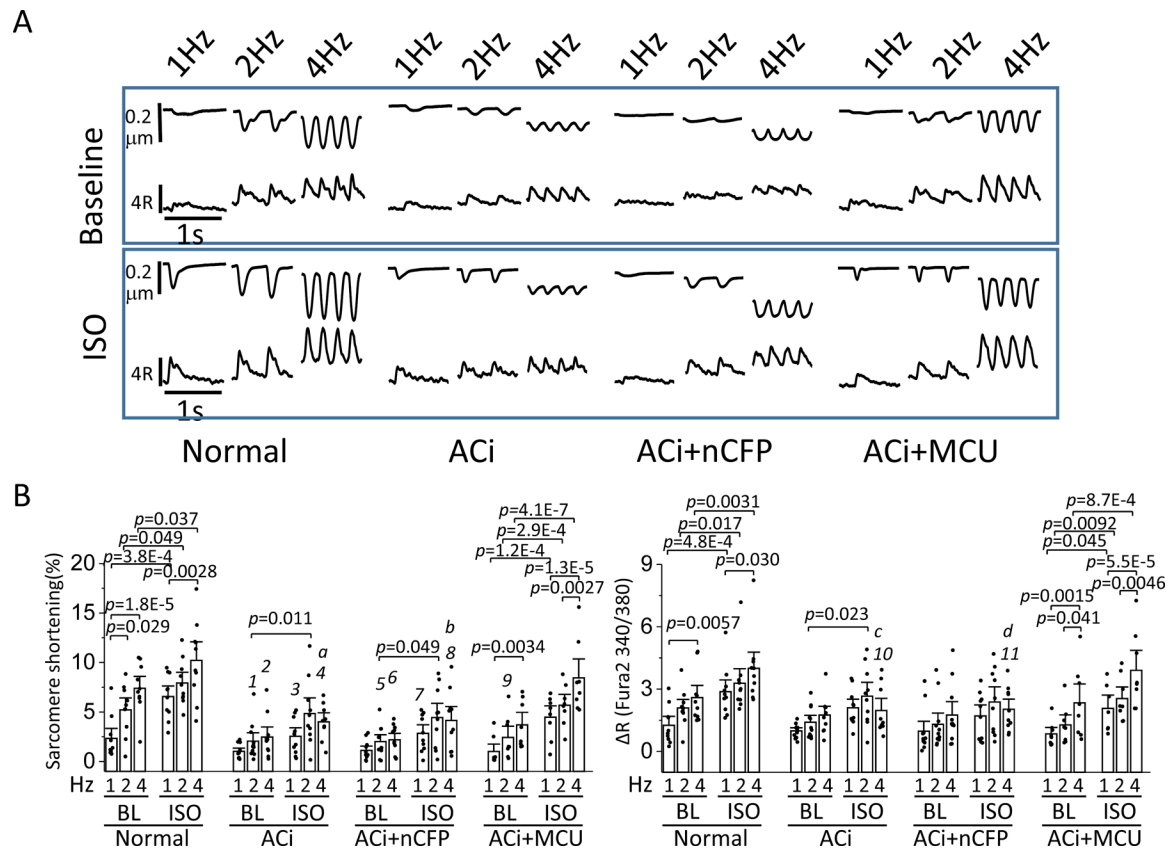 A
1Hz 2Hz 4Hz 1Hz 2Hz 4Hz 1Hz 2Hz 4Hz 1Hz 2Hz 4Hz
Baseline
0.2
μm
4R
1s
ISO
0.2
μm
4R
1s
Normal ACi ACi+nCFP ACi+MCU
B
Sarcomere shortening(%)
20
15
10
5
0
p=0.037
p=0.049
p=3.8E-4
p=0.0028
p=1.8E-5
p=0.029
p=0.011
1 2 3 a 4
p=0.049
5 6 7 b 8
p=4.1E-7
p=2.9E-4
p=1.2E-4
p=1.3E-5
p=0.0027
p=0.0034
9
Hz 1 2 4 1 2 4 1 2 4 1 2 4 1 2 4 1 2 4 1 2 4 1 2 4
BL ISO BL ISO BL ISO BL ISO
Normal ACi ACi+nCFP ACi+MCU
ΔR (Fura2 340/380)
9
6
3
0
p=0.0031
p=0.017
p=4.8E-4
p=0.030
p=0.0057
p=0.023
c
10
d
11
p=8.7E-4
p=0.0092
p=0.045
p=5.5E-5
p=0.0046
p=0.0015
p=0.041
Hz 1 2 4 1 2 4 1 2 4 1 2 4 1 2 4 1 2 4 1 2 4 1 2 4
BL ISO BL ISO BL ISO BL ISO
Normal ACi ACi+nCFP ACi+MCU